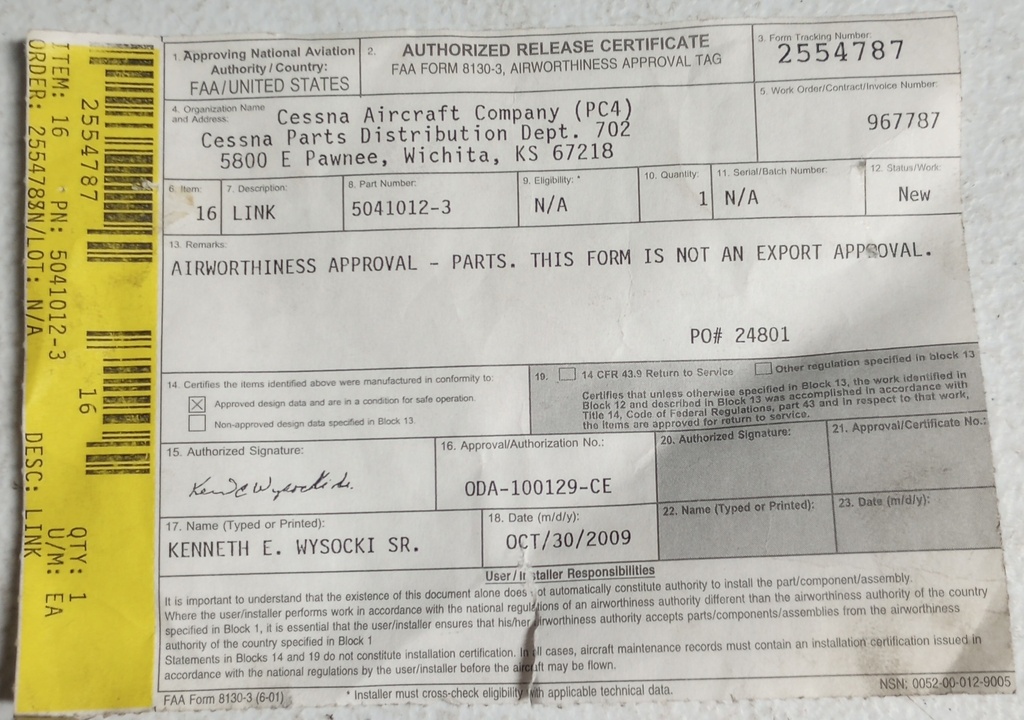 ITEM: 16 PN: 5041012-3 QTY: 1
ORDER: 2554788N/LOT: N/A DESC: LINK U/M: EA
2554787
16
1. Approving National Aviation Authority / Country:
FAA/UNITED STATES
2.
AUTHORIZED RELEASE CERTIFICATE
FAA FORM 8130-3, AIRWORTHINESS APPROVAL TAG
3. Form Tracking Number:
2554787
4. Organization Name and Address:
Cessna Aircraft Company (PC4)
Cessna Parts Distribution Dept. 702
5800 E Pawnee, Wichita, KS 67218
5. Work Order/Contract/Invoice Number:
967787
6. Item:
16
7. Description:
LINK
8. Part Number:
5041012-3
9. Eligibility: *
N/A
10. Quantity:
1
11. Serial/Batch Number:
N/A
12. Status/Work:
New
13. Remarks:
AIRWORTHINESS APPROVAL - PARTS. THIS FORM IS NOT AN EXPORT APPROVAL.
PO# 24801
14. Certifies the items identified above were manufactured in conformity to:
Approved design data and are in a condition for safe operation.
Non-approved design data specified in Block 13.
19. 14 CFR 43.9 Return to Service Other regulation specified in block 13
Certifies that unless otherwise specified in Block 13, the work identified in
Block 12 and described in Block 13 was accomplished in accordance with
Title 14, Code of Federal Regulations, part 43 and in respect to that work,
the items are approved for return to service.
15. Authorized Signature:
16. Approval/Authorization No.:
ODA-100129-CE
20. Authorized Signature:
21. Approval/Certificate No.:
17. Name (Typed or Printed):
KENNETH E. WYSOCKI SR.
18. Date (m/d/y):
OCT/30/2009
22. Name (Typed or Printed):
23. Date (m/d/y):
User/Installer Responsibilities
It is important to understand that the existence of this document alone does not automatically constitute authority to install the part/component/assembly.
Where the user/installer performs work in accordance with the national regulations of an airworthiness authority different than the airworthiness authority of the country
specified in Block 1, it is essential that the user/installer ensures that his/her airworthiness authority accepts parts/components/assemblies from the airworthiness
authority of the country specified in Block 1
Statements in Blocks 14 and 19 do not constitute installation certification. In all cases, aircraft maintenance records must contain an installation certification issued in
accordance with the national regulations by the user/installer before the aircraft may be flown.
FAA Form 8130-3 (6-01)
* Installer must cross-check eligibility with applicable technical data.
NSN: 0052-00-012-9005